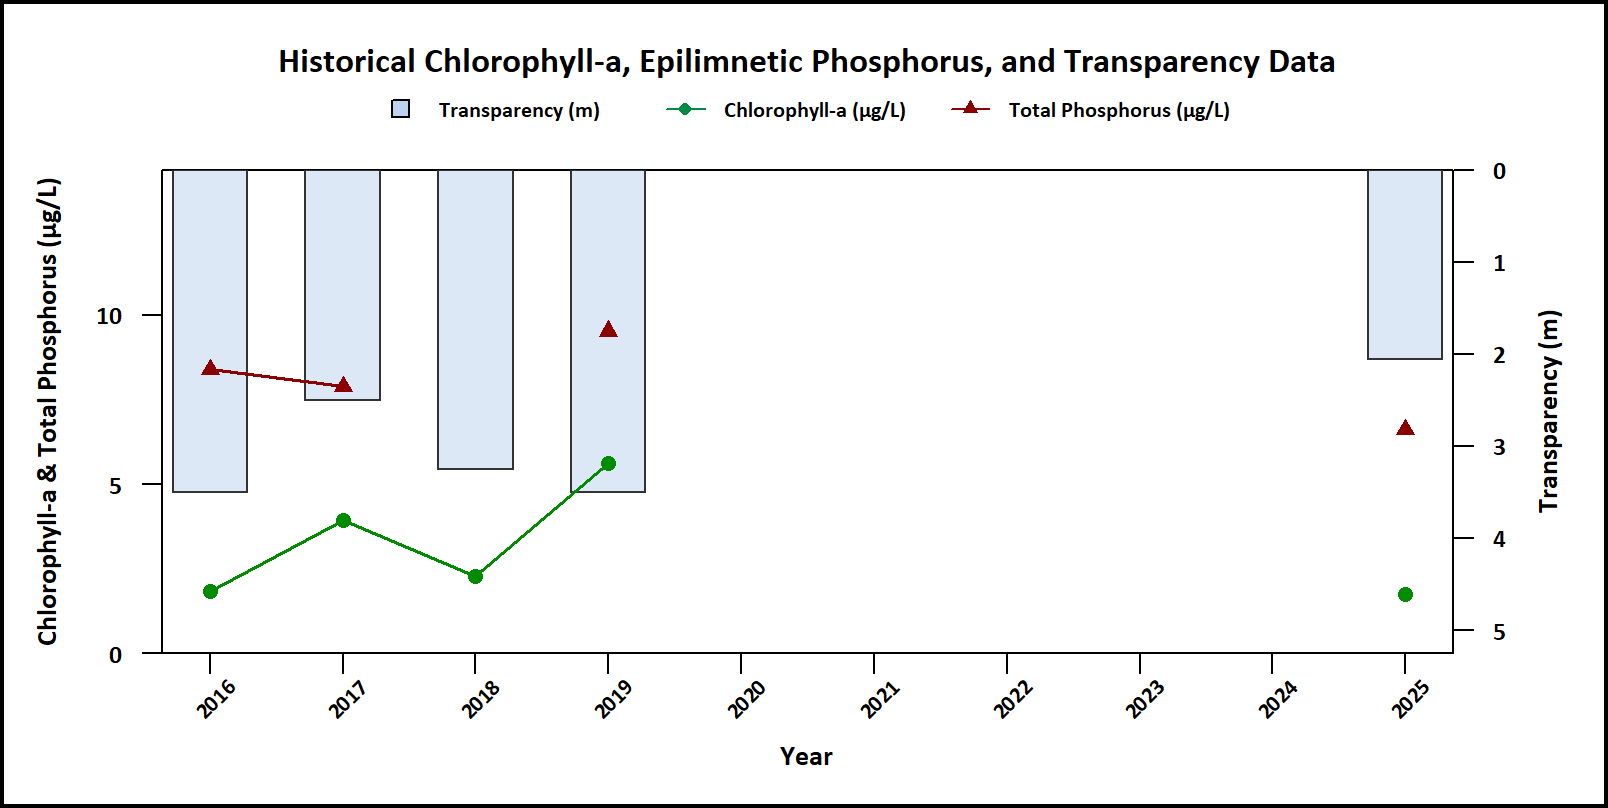 Historical Chlorophyll-a, Epilimnetic Phosphorus, and Transparency Data
Transparency (m) Chlorophyll-a (µg/L) Total Phosphorus (µg/L)
Chlorophyll-a & Total Phosphorus (µg/L)
10
5
0
0
1
2
3
4
5
Transparency (m)
2016 2017 2018 2019 2020 2021 2022 2023 2024 2025
Year